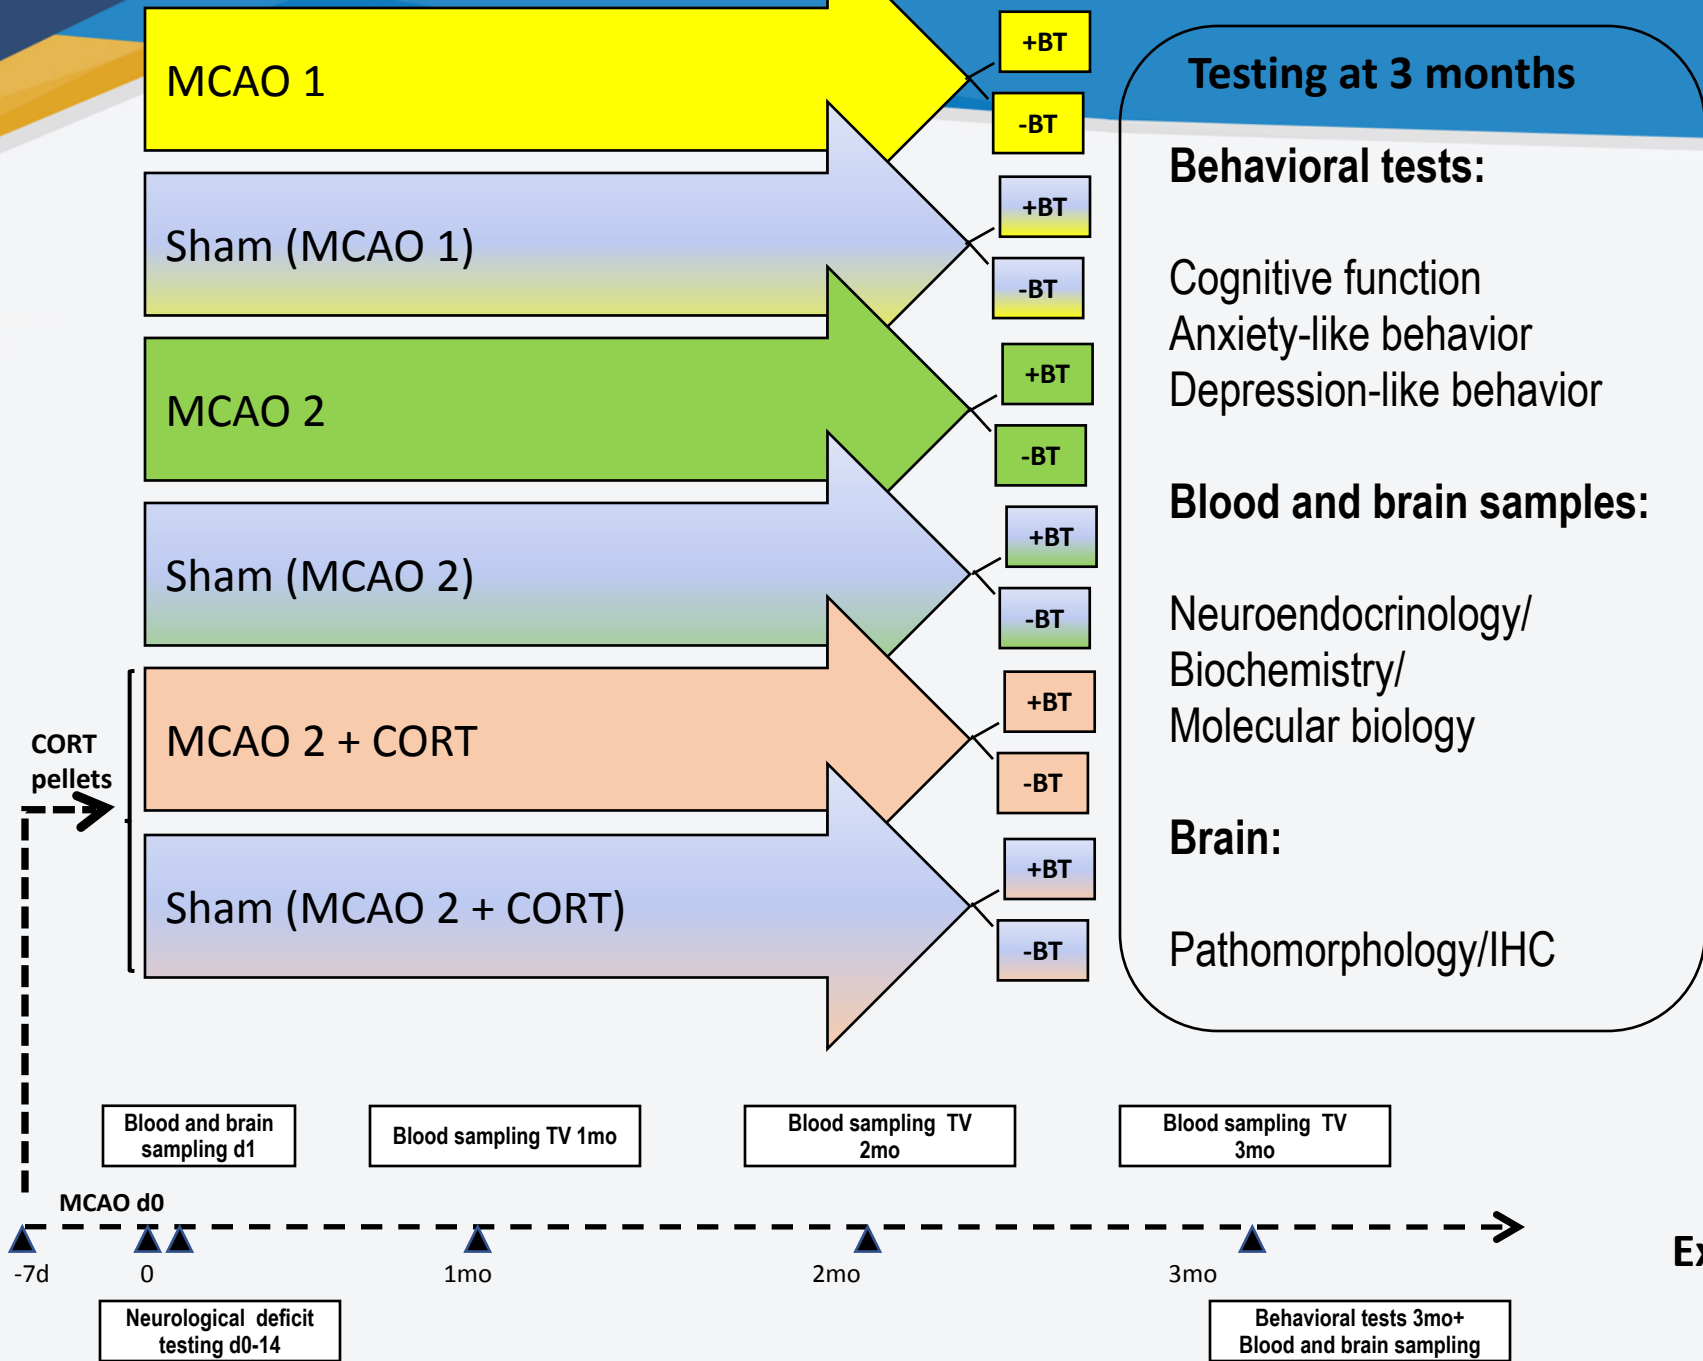 MCAO 1
+BT
-BT
Sham (MCAO 1)
+BT
-BT
MCAO 2
+BT
-BT
Sham (MCAO 2)
+BT
-BT
MCAO 2 + CORT
+BT
-BT
Sham (MCAO 2 + CORT)
+BT
-BT
CORT
pellets
Testing at 3 months
Behavioral tests:
Cognitive function
Anxiety-like behavior
Depression-like behavior
Blood and brain samples:
Neuroendocrinology/
Biochemistry/
Molecular biology
Brain:
Pathomorphology/IHC
Blood and brain
sampling d1
Blood sampling TV 1mo
Blood sampling TV
2mo
Blood sampling TV
3mo
MCAO d0
-7d
0
1mo
2mo
3mo
Neurological deficit
testing d0-14
Behavioral tests 3mo+
Blood and brain sampling